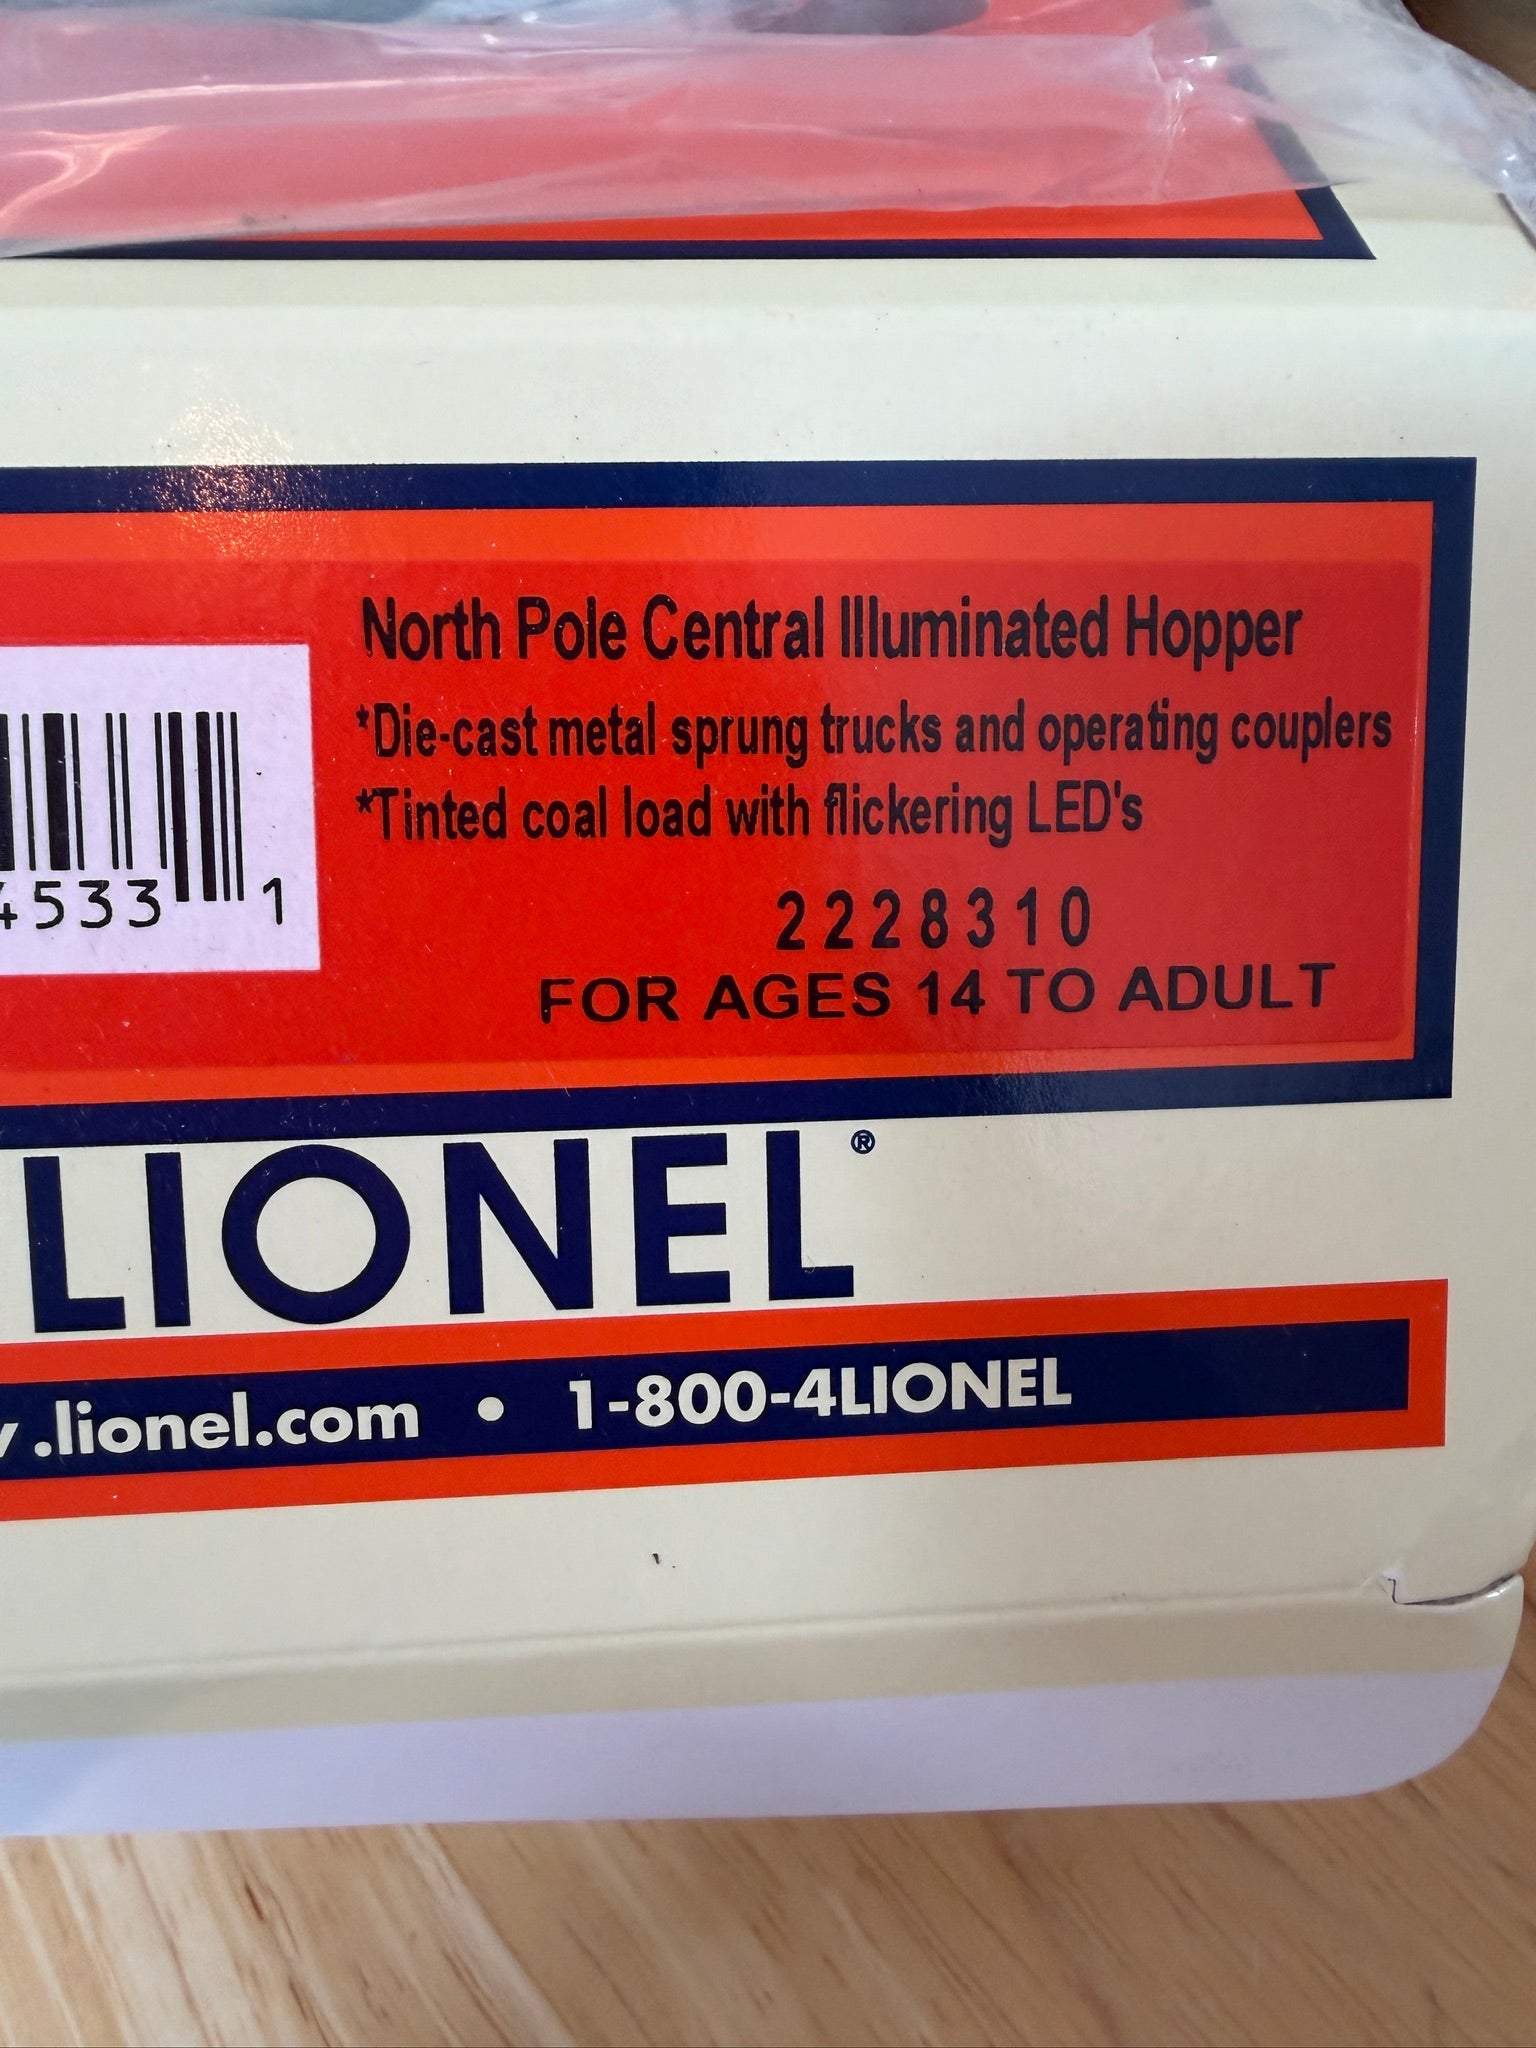 North Pole Central Illuminated Hopper
*Die-cast metal sprung trucks and operating couplers
*Tinted coal load with flickering LED's
4533 1
2228310
FOR AGES 14 TO ADULT
LIONEL®
.lionel.com • 1-800-4LIONEL